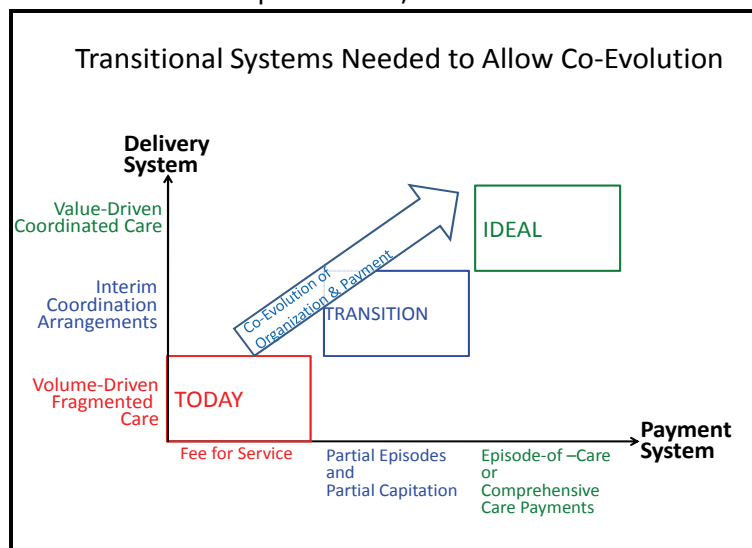 Transitional Systems Needed to Allow Co-Evolution
Delivery
System
Value-Driven
Coordinated Care
Interim
Coordination
Arrangements
Volume-Driven
Fragmented
Care
Co-Evolution of
Organization & Payment
IDEAL
TRANSITION
TODAY
Fee for Service
Partial Episodes
and
Partial Capitation
Episode-of –Care
or
Comprehensive
Care Payments
Payment
System